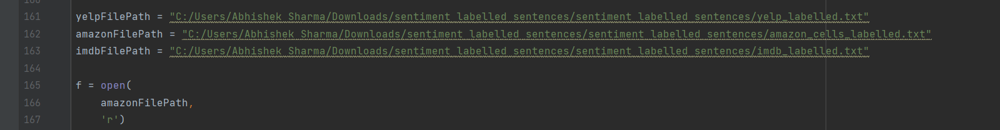 161 yelpFilePath = "C:/Users/Abhishek Sharma/Downloads/sentiment labelled sentences/sentiment labelled sentences/yelp_labelled.txt"
162 amazonFilePath = "C:/Users/Abhishek Sharma/Downloads/sentiment labelled sentences/sentiment labelled sentences/amazon_cells_labelled.txt"
163 imdbFilePath = "C:/Users/Abhishek Sharma/Downloads/sentiment labelled sentences/sentiment labelled sentences/imdb_labelled.txt"
164
165 f = open(
166 amazonFilePath,
167 'r')